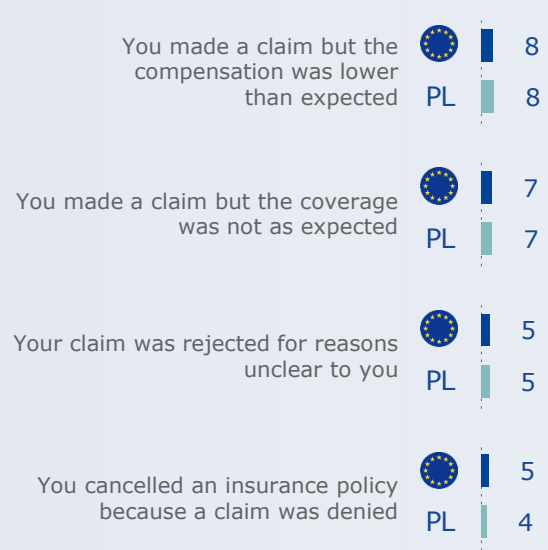 You made a claim but the
compensation was lower
than expected
8
PL 8
You made a claim but the coverage
was not as expected
7
PL 7
Your claim was rejected for reasons
unclear to you
5
PL 5
You cancelled an insurance policy
because a claim was denied
5
PL 4